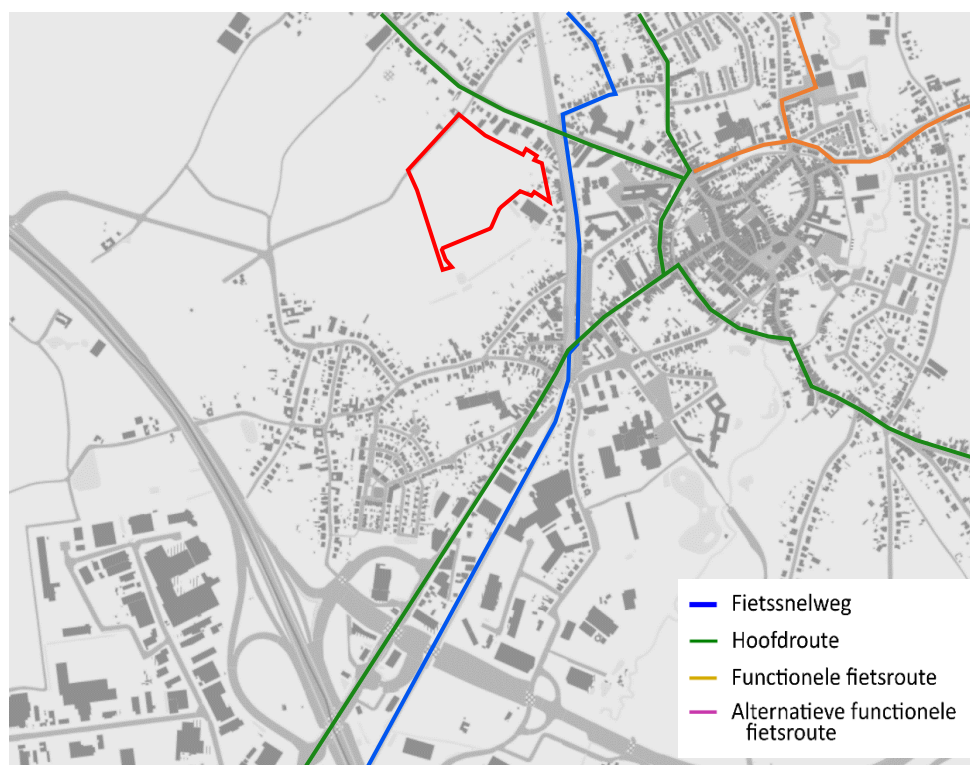 Fietssnelweg
Hoofdroute
Functionele fietsroute
Alternatieve functionele
fietsroute